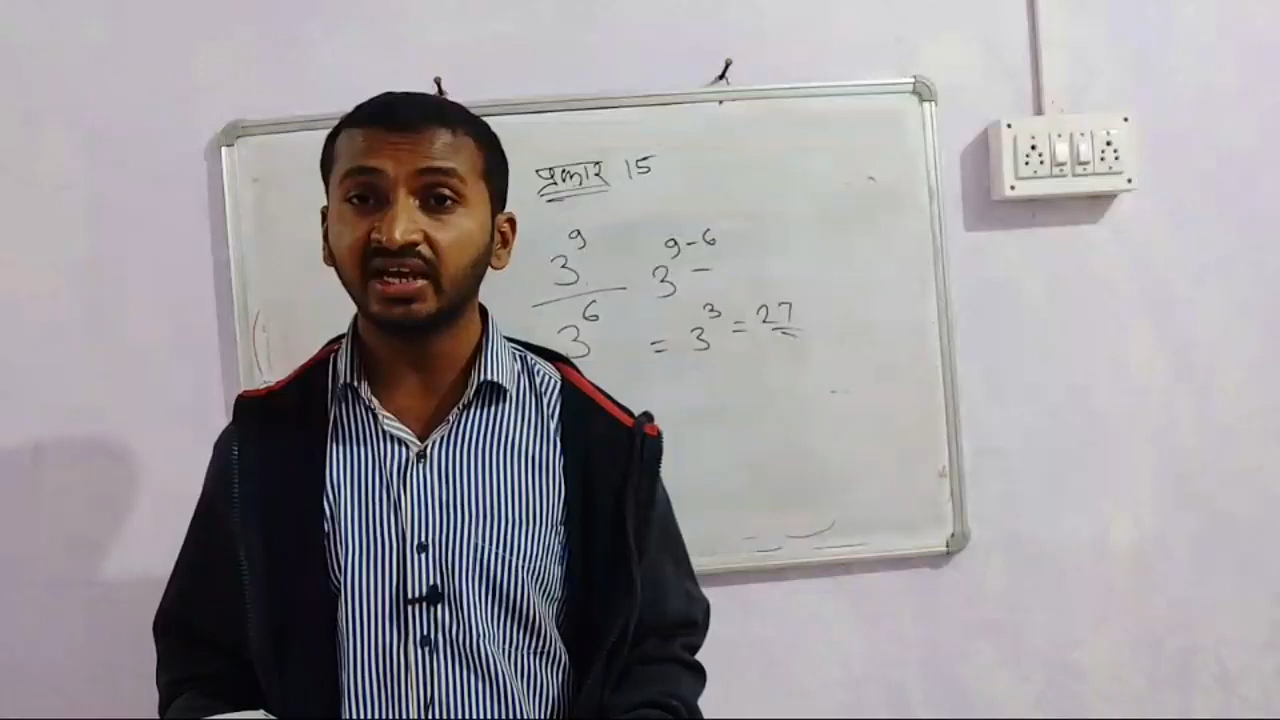 प्रकार 15
3^9 / 3^6 3^{9-6}
= 3^3 = 27